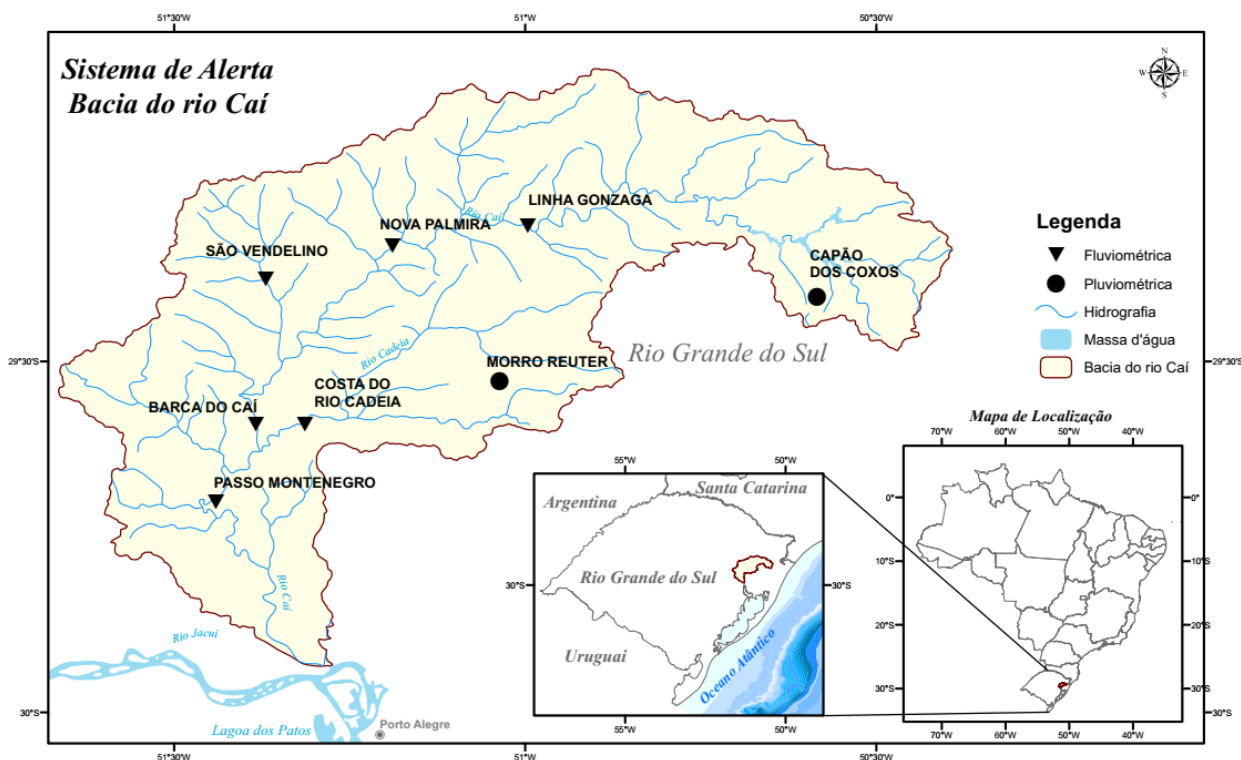 51°30'W
51°W
50°30'W
Sistema de Alerta
Bacia do rio Caí
N
W
E
S
LINHA GONZAGA
Rio Caí
NOVA PALMIRA
SÃO VENDELINO
CAPÃO
DOS COXOS
Legenda
Fluviométrica
Pluviométrica
Hidrografia
Massa d'água
Bacia do rio Caí
29°30'S
29°30'S
Rio Cadeia
MORRO REUTER
Rio Grande do Sul
COSTA DO
RIO CADEIA
BARCA DO CAÍ
PASSO MONTENEGRO
Rio Caí
Rio Jacuí
Lagoa dos Patos
Porto Alegre
30°S
30°S
51°30'W
51°W
50°30'W
Mapa de Localização
70°W
60°W
50°W
40°W
0°
0°
10°S
10°S
20°S
20°S
30°S
30°S
70°W
60°W
50°W
40°W
55°W
50°W
Argentina
Santa Catarina
Rio Grande do Sul
30°S
30°S
Uruguai
Oceano Atlântico
55°W
50°W